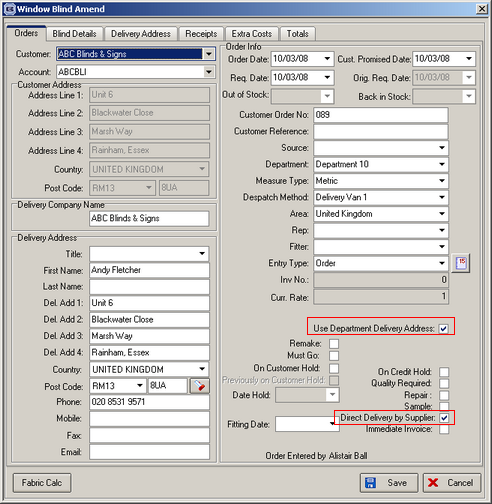 Window Blind Amend
Orders
Blind Details
Delivery Address
Receipts
Extra Costs
Totals
Customer: ABC Blinds & Signs
Account: ABCBLI
Customer Address
Address Line 1: Unit 6
Address Line 2: Blackwater Close
Address Line 3: Marsh Way
Address Line 4: Rainham, Essex
Country: UNITED KINGDOM
Post Code: RM13 8UA
Delivery Company Name
ABC Blinds & Signs
Delivery Address
Title:
First Name: Andy Fletcher
Last Name:
Del. Add 1: Unit 6
Del. Add 2: Blackwater Close
Del. Add 3: Marsh Way
Del. Add 4: Rainham, Essex
Country: UNITED KINGDOM
Post Code: RM13 8UA
Phone: 020 8531 9571
Mobile:
Fax:
Email:
Order Info
Order Date: 10/03/08 Cust. Promised Date: 10/03/08
Req. Date: 10/03/08 Orig. Req. Date: 10/03/08
Out of Stock: Back in Stock:
Customer Order No: 089
Customer Reference:
Source:
Department: Department 10
Measure Type: Metric
Despatch Method: Delivery Van 1
Area: United Kingdom
Rep:
Fitter:
Entry Type: Order 15
Inv No.: 0
Curr. Rate: 1
Use Department Delivery Address:
Remake:
Must Go:
On Customer Hold:
Previously on Customer Hold:
Date Hold:
Fitting Date:
On Credit Hold:
Quality Required:
Repair :
Sample:
Direct Delivery by Supplier:
Immediate Invoice:
Order Entered by Alistair Ball
Fabric Calc
Save
Cancel